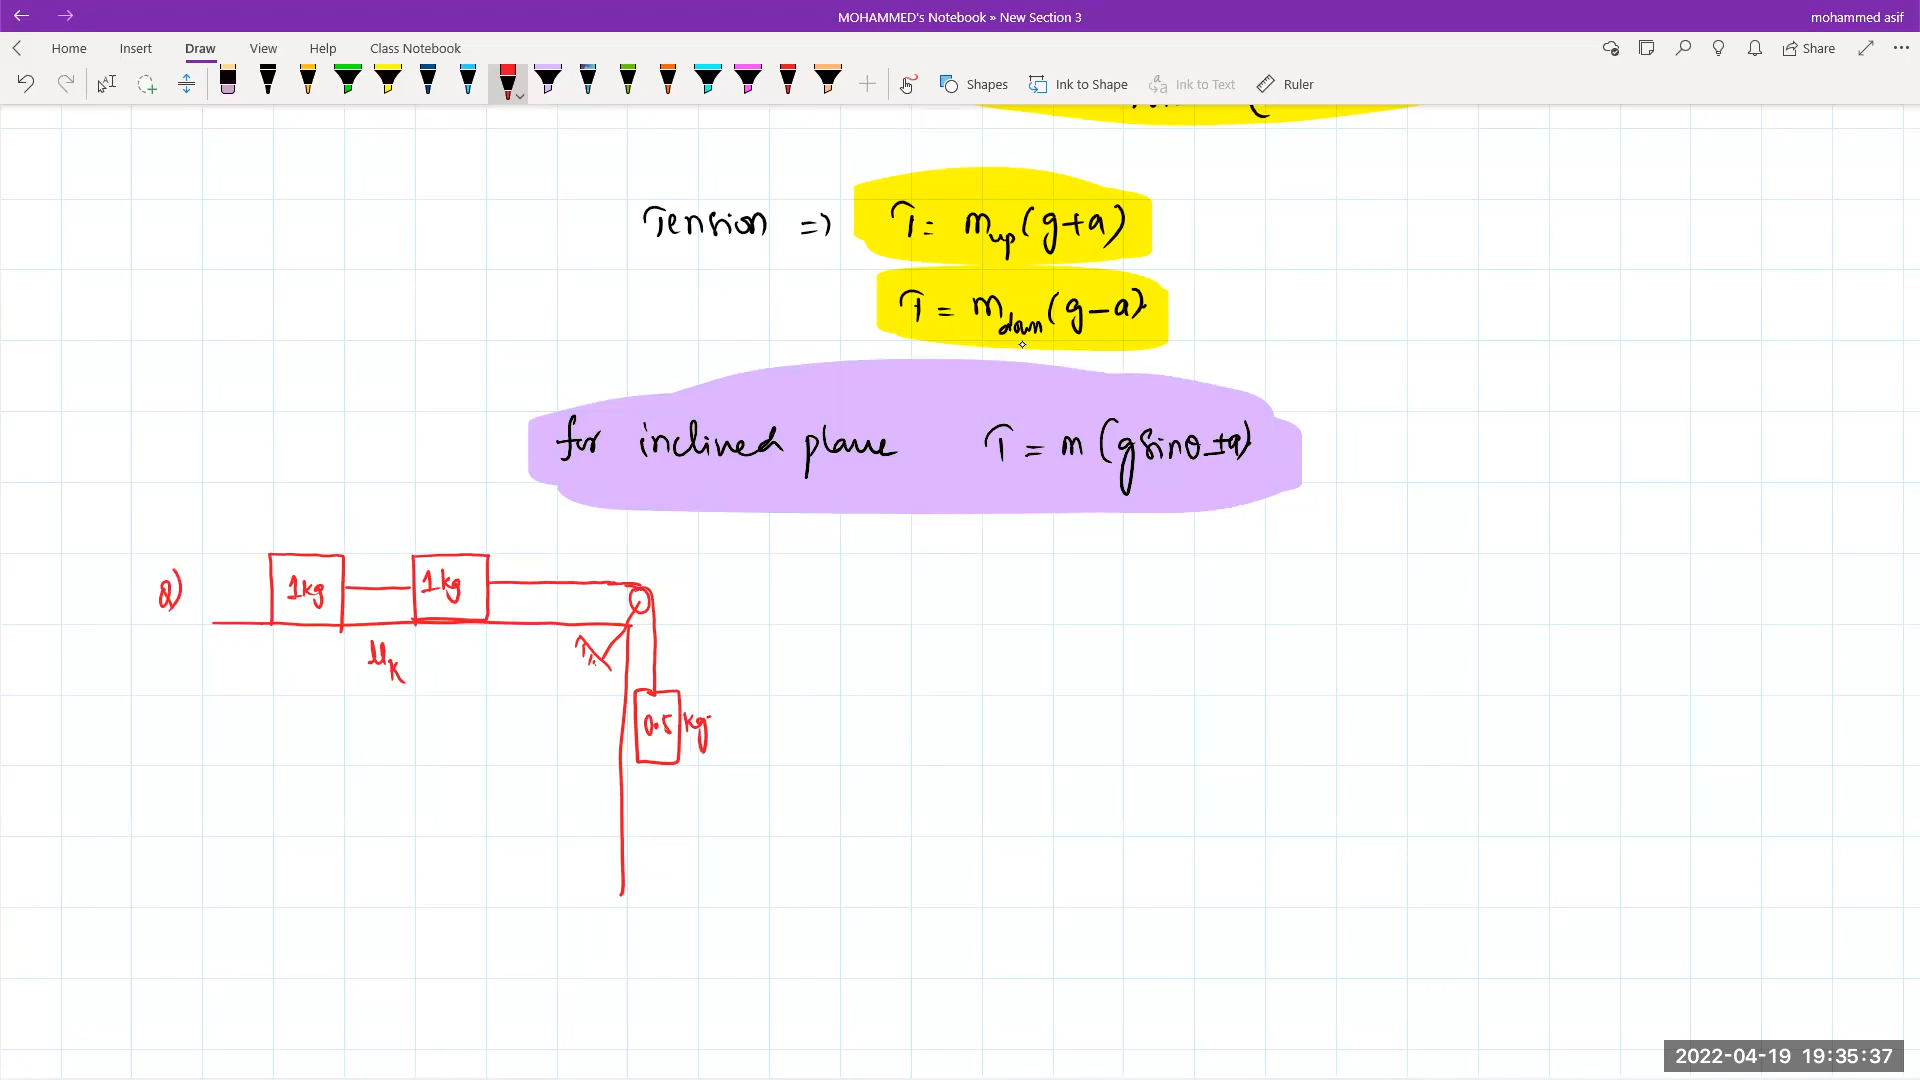 MOHAMMED's Notebook » New Section 3
mohammed asif
Home Insert Draw View Help Class Notebook
Share
Shapes Ink to Shape Ink to Text Ruler
Tension => T = m_up (g+a)
T = m_down (g-a)
for inclined plane T = m (g sinθ ± a)
Q) 1kg 1kg
μ_k
0.5 kg
2022-04-19 19:35:37